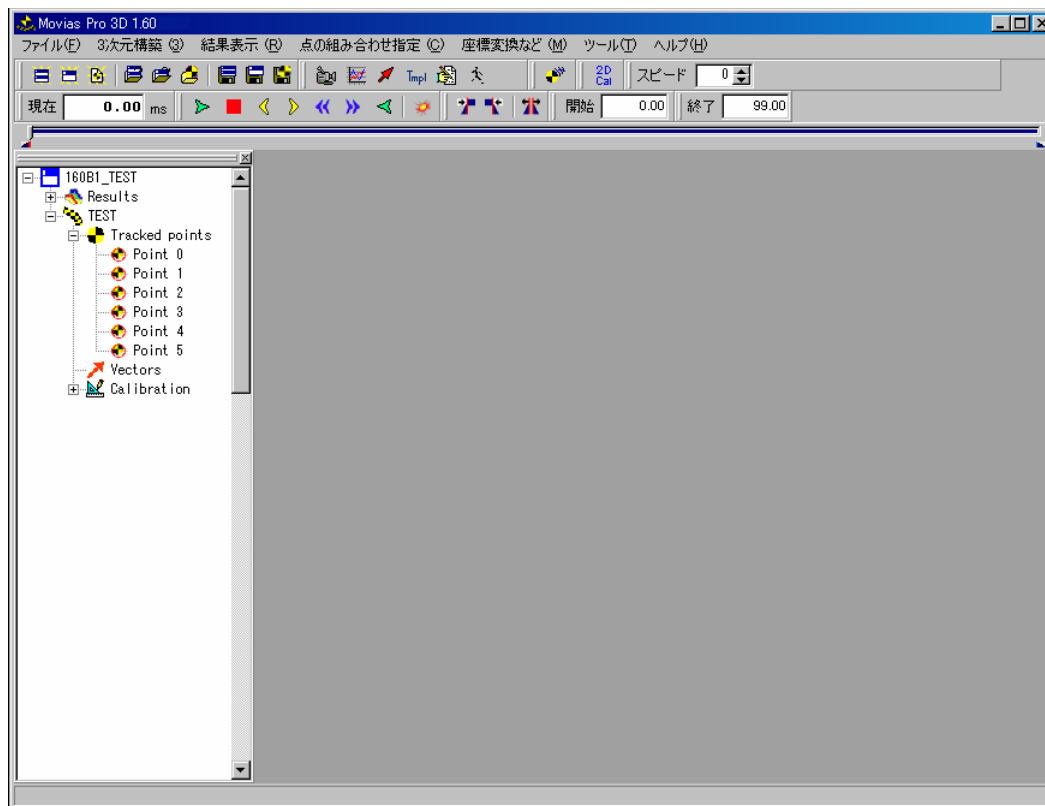 Movias Pro 3D 1.60
ファイル(F) 3次元構築 (3) 結果表示 (R) 点の組み合わせ指定 (C) 座標変換など (M) ツール(T) ヘルプ(H)
Tmpl 2D Cal スピード 0
現在 0.00 ms 開始 0.00 終了 99.00
160B1_TEST
Results
TEST
Tracked points
Point 0
Point 1
Point 2
Point 3
Point 4
Point 5
Vectors
Calibration